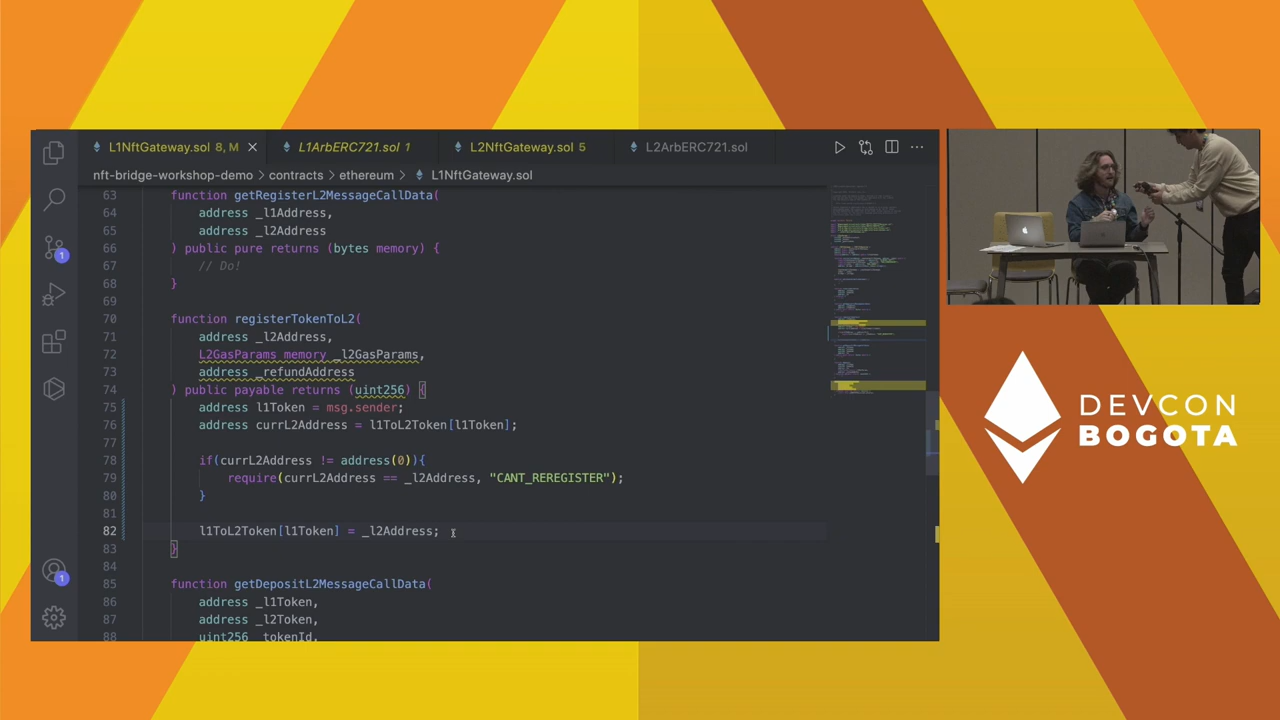 L1NftGateway.sol 8, M
L1ArbERC721.sol 1
L2NftGateway.sol 5
L2ArbERC721.sol
nft-bridge-workshop-demo > contracts > ethereum > L1NftGateway.sol
63 function getRegisterL2MessageCallData(
64 address _l1Address,
65 address _l2Address
66 ) public pure returns (bytes memory) {
67 // Do!
68 }
69
70 function registerTokenToL2(
71 address _l2Address,
72 L2GasParams memory _l2GasParams,
73 address _refundAddress
74 ) public payable returns (uint256) {
75 address l1Token = msg.sender;
76 address currL2Address = l1ToL2Token[l1Token];
77
78 if(currL2Address != address(0)){
79 require(currL2Address == _l2Address, "CANT_REREGISTER");
80 }
81
82 l1ToL2Token[l1Token] = _l2Address;
83 }
84
85 function getDepositL2MessageCallData(
86 address _l1Token,
87 address _l2Token,
88 uint256 _tokenId,
1
1
DEVCON
BOGOTA